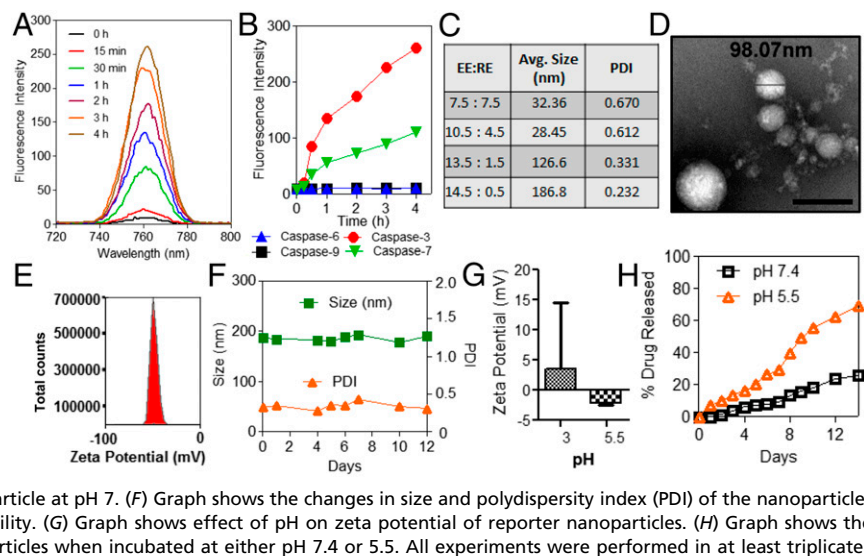 A
300
250
200
150
100
50
0
Fluorescence Intensity
0 h
15 min
30 min
1 h
2 h
3 h
4 h
720 740 760 780 800
Wavelength (nm)
B
300
200
100
0
Fluorescence Intensity
0 1 2 3 4
Time (h)
Caspase-6 Caspase-3
Caspase-9 Caspase-7
C
EE:RE Avg. Size (nm) PDI
7.5 : 7.5 32.36 0.670
10.5 : 4.5 28.45 0.612
13.5 : 1.5 126.6 0.331
14.5 : 0.5 186.8 0.232
D
98.07nm
E
700000
500000
300000
100000
Total counts
-100 0
Zeta Potential (mV)
F
300
200
100
0
Size (nm)
Size (nm)
PDI
2.0
1.5
1.0
0.5
0
PDI
0 2 4 6 8 10 12
Days
G
20
15
10
5
0
-5
Zeta Potential (mV)
3 5.5
pH
H
100
80
60
40
20
0
% Drug Released
pH 7.4
pH 5.5
0 4 8 12
Days
article at pH 7. (F) Graph shows the changes in size and polydispersity index (PDI) of the nanoparticle
ility. (G) Graph shows effect of pH on zeta potential of reporter nanoparticles. (H) Graph shows the
rticles when incubated at either pH 7.4 or 5.5. All experiments were performed in at least triplicata